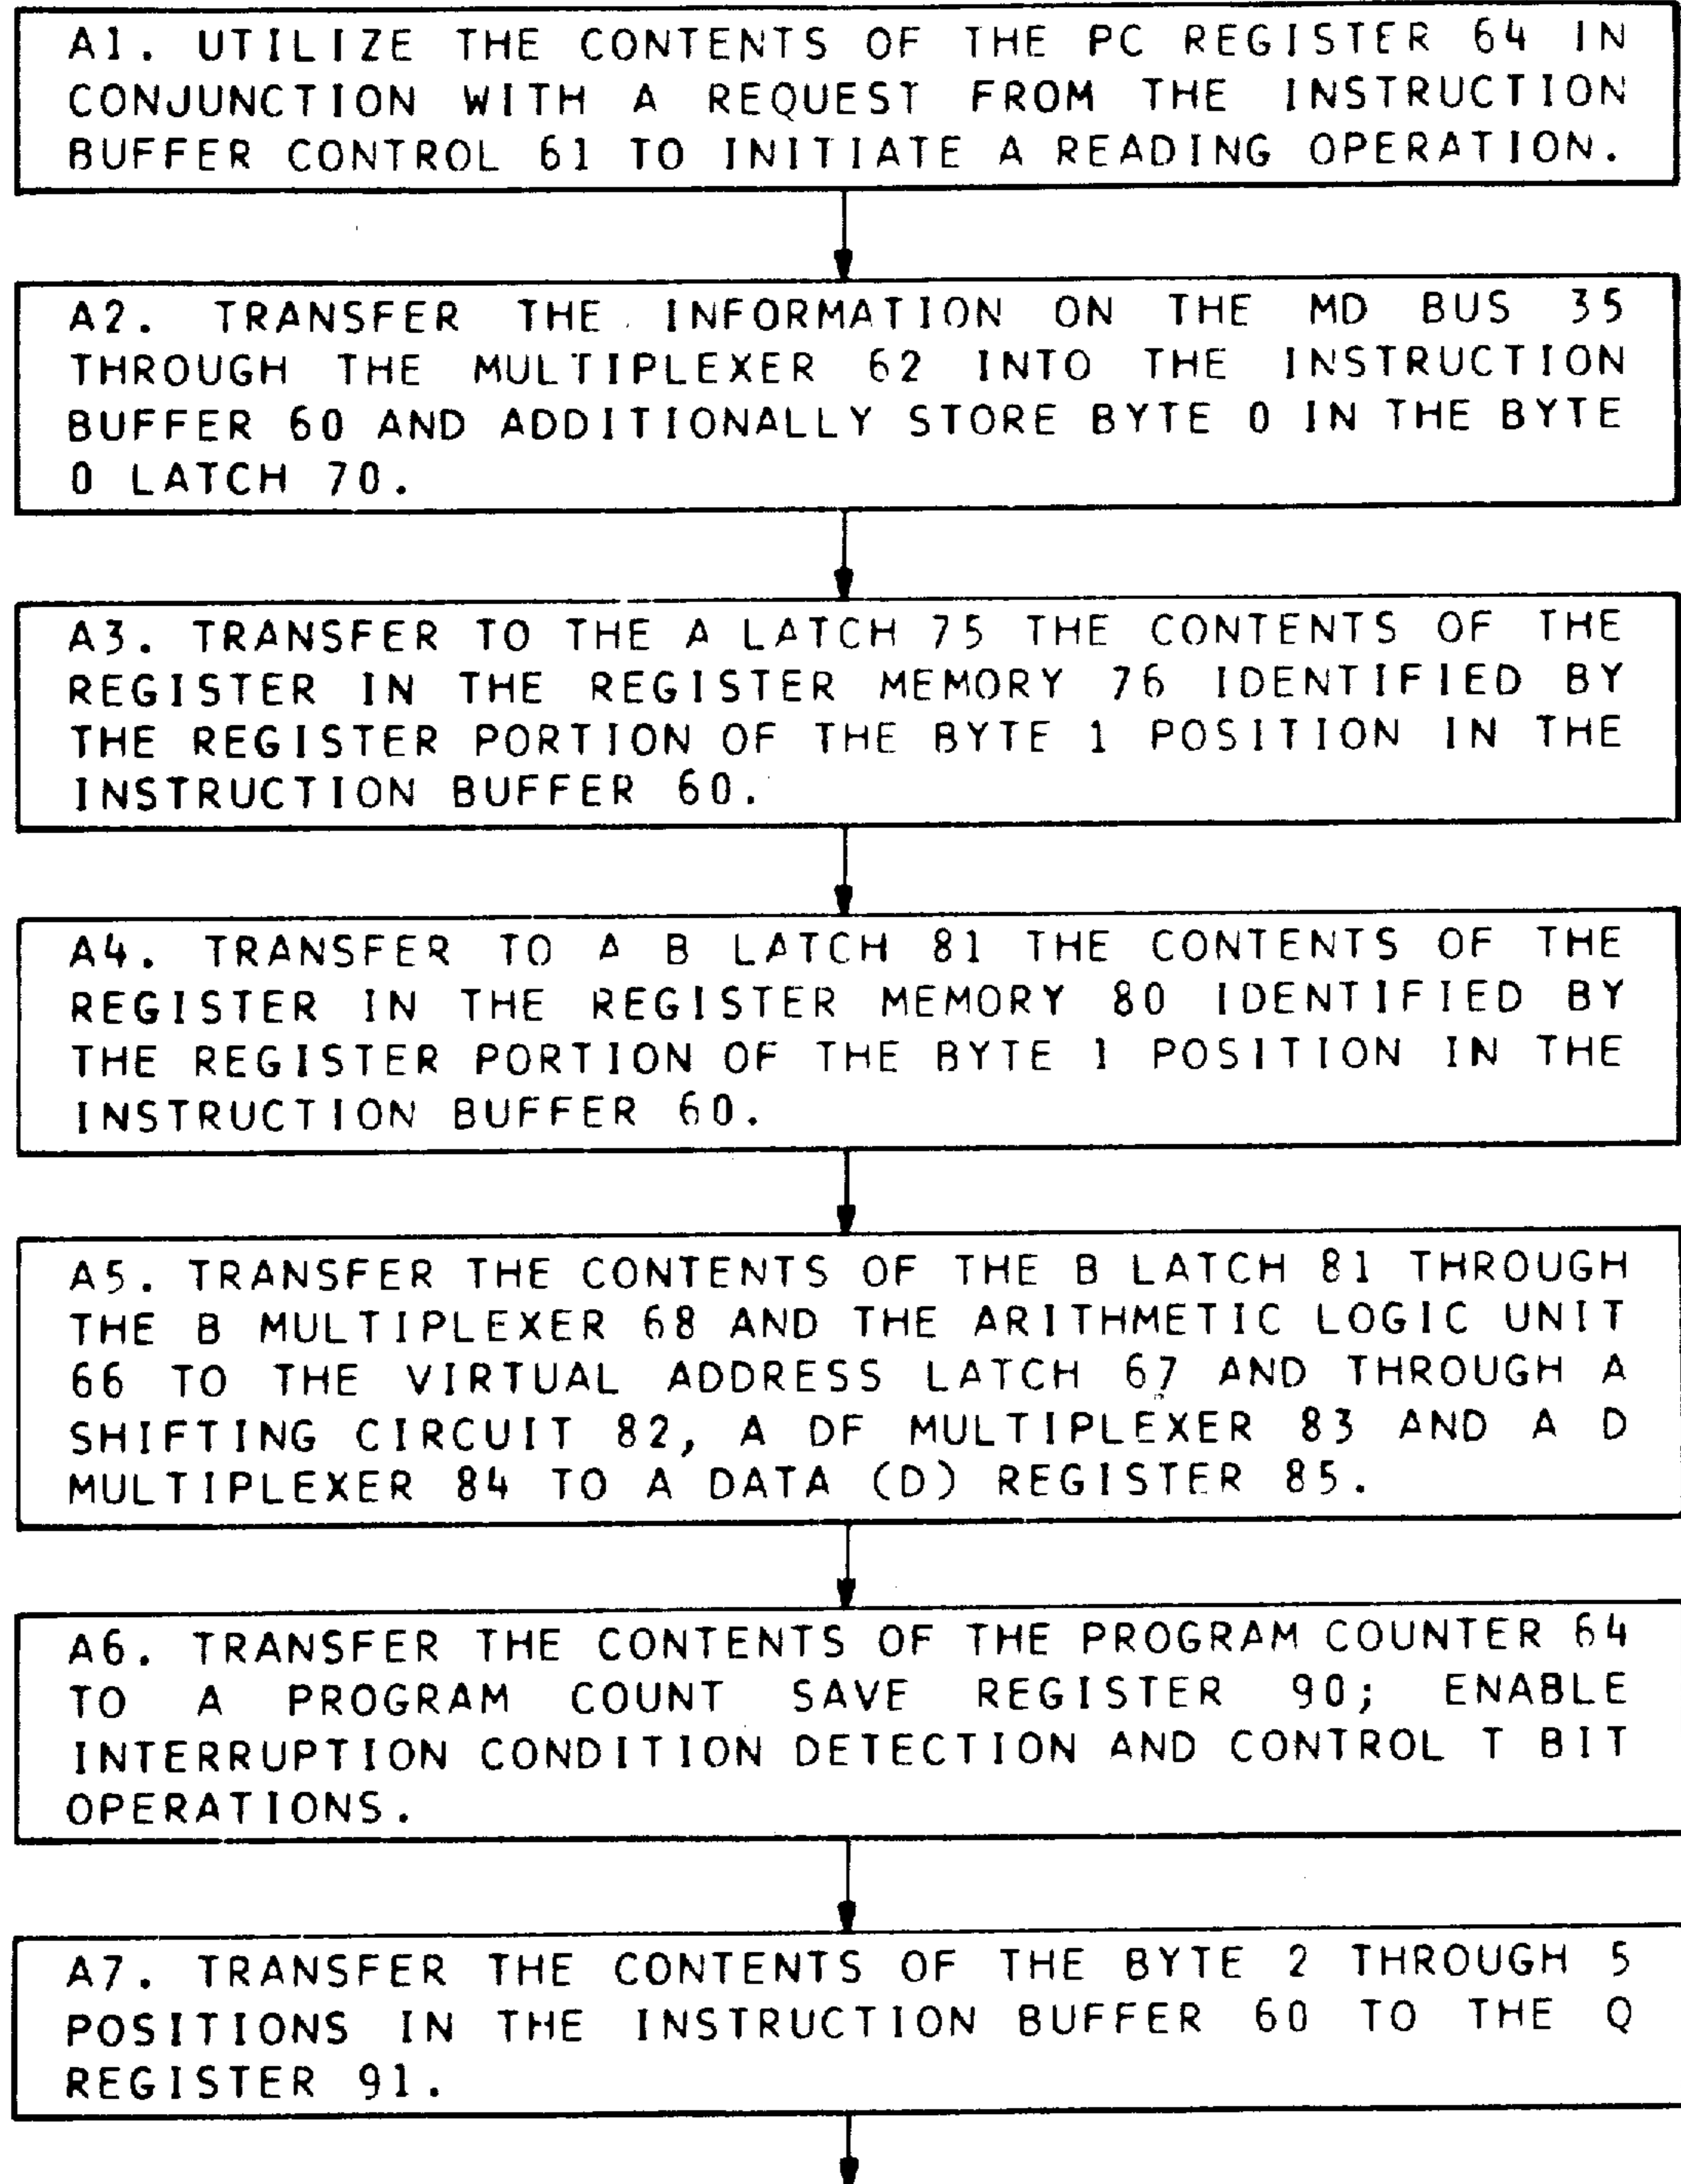 A1. UTILIZE THE CONTENTS OF THE PC REGISTER 64 IN
CONJUNCTION WITH A REQUEST FROM THE INSTRUCTION
BUFFER CONTROL 61 TO INITIATE A READING OPERATION.
A2. TRANSFER THE INFORMATION ON THE MD BUS 35
THROUGH THE MULTIPLEXER 62 INTO THE INSTRUCTION
BUFFER 60 AND ADDITIONALLY STORE BYTE 0 IN THE BYTE
0 LATCH 70.
A3. TRANSFER TO THE A LATCH 75 THE CONTENTS OF THE
REGISTER IN THE REGISTER MEMORY 76 IDENTIFIED BY
THE REGISTER PORTION OF THE BYTE 1 POSITION IN THE
INSTRUCTION BUFFER 60.
A4. TRANSFER TO A B LATCH 81 THE CONTENTS OF THE
REGISTER IN THE REGISTER MEMORY 80 IDENTIFIED BY
THE REGISTER PORTION OF THE BYTE 1 POSITION IN THE
INSTRUCTION BUFFER 60.
A5. TRANSFER THE CONTENTS OF THE B LATCH 81 THROUGH
THE B MULTIPLEXER 68 AND THE ARITHMETIC LOGIC UNIT
66 TO THE VIRTUAL ADDRESS LATCH 67 AND THROUGH A
SHIFTING CIRCUIT 82, A DF MULTIPLEXER 83 AND A D
MULTIPLEXER 84 TO A DATA (D) REGISTER 85.
A6. TRANSFER THE CONTENTS OF THE PROGRAM COUNTER 64
TO A PROGRAM COUNT SAVE REGISTER 90; ENABLE
INTERRUPTION CONDITION DETECTION AND CONTROL T BIT
OPERATIONS.
A7. TRANSFER THE CONTENTS OF THE BYTE 2 THROUGH 5
POSITIONS IN THE INSTRUCTION BUFFER 60 TO THE Q
REGISTER 91.